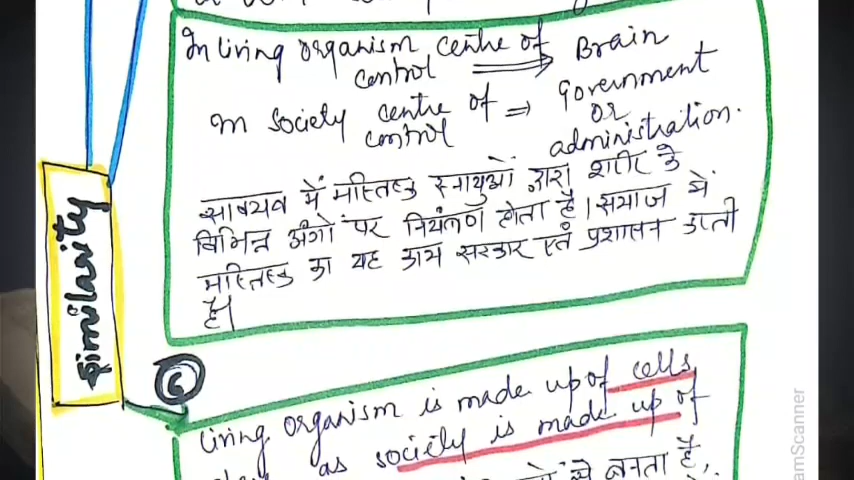 In Living organism centre of control ⟹ Brain
In society centre of control ⇒ Government or administration.
सावयव में मस्तिष्क स्नायुओं द्वारा शरीर के
विभिन्न अंगों पर नियंत्रण होता है। समाज में
मस्तिष्क का यह काम सरकार एवं प्रशासन करती
है।
similarity
6
Living organism is made up of cells
as society is made up of
से बनता है,
amScanner